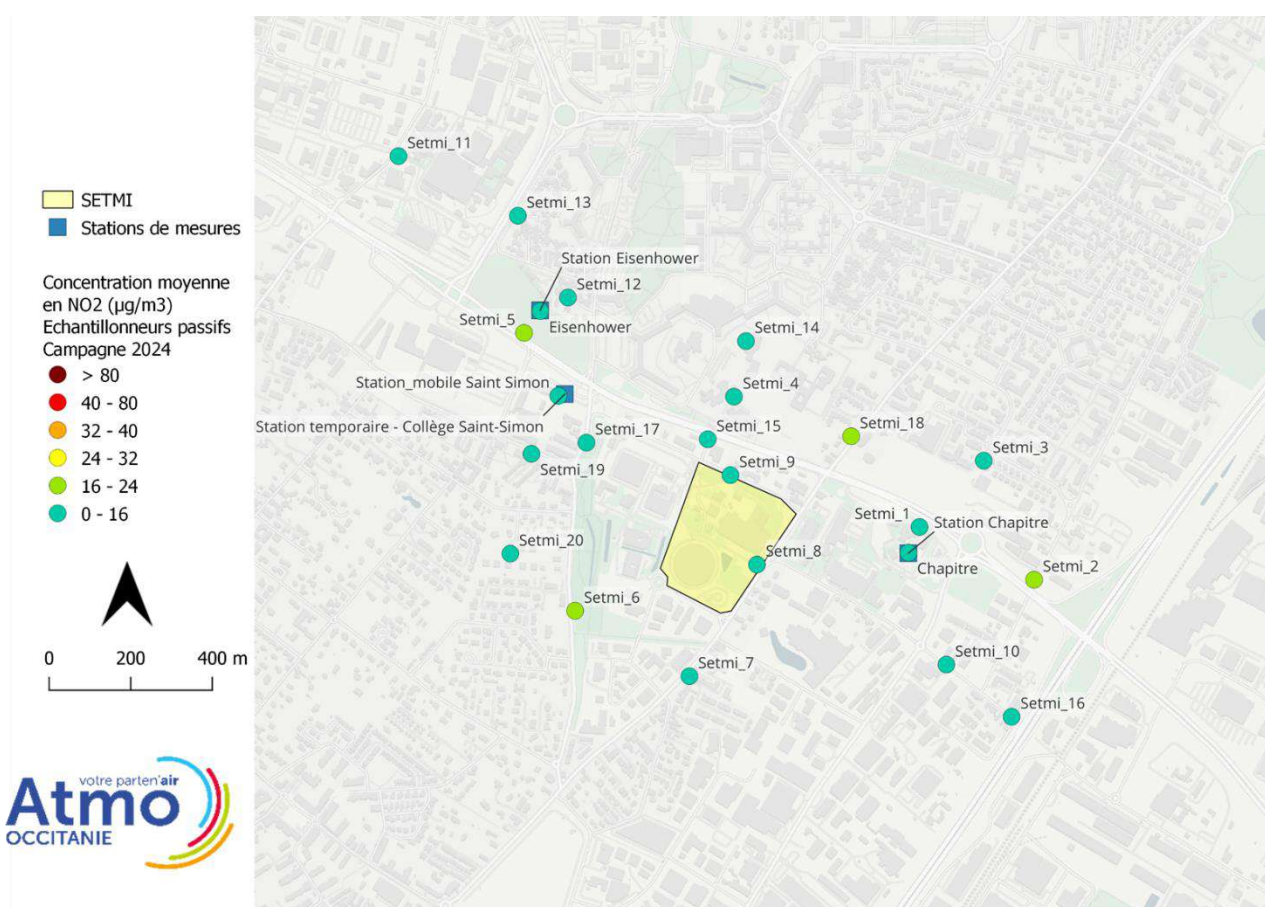 SETMI
Stations de mesures
Concentration moyenne
en NO2 (µg/m3)
Echantillonneurs passifs
Campagne 2024
> 80
40 - 80
32 - 40
24 - 32
16 - 24
0 - 16
0 200 400 m
votre parten'air
Atmo
OCCITANIE
Setmi_11
Setmi_13
Station Eisenhower
Setmi_12
Setmi_5
Eisenhower
Setmi_14
Station_mobile Saint Simon
Setmi_4
Station temporaire - Collège Saint-Simon
Setmi_17
Setmi_15
Setmi_18
Setmi_19
Setmi_9
Setmi_3
Setmi_1
Station Chapitre
Setmi_20
Setmi_8
Chapitre
Setmi_2
Setmi_6
Setmi_7
Setmi_10
Setmi_16